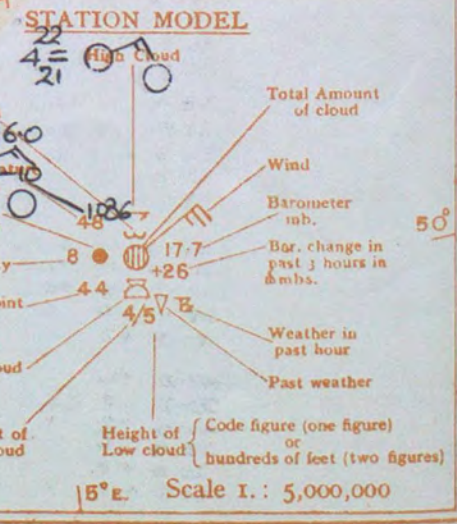 STATION MODEL
22
4 =
21
High Cloud
Total Amount
of cloud
Wind
Barometer
mb.
Bar. change in
past 3 hours in
½ mbs.
50°
6.0
10
1086
48
17.7
8
+26
44
4/5
Weather in
past hour
Past weather
Height of
Low cloud
Code figure (one figure)
or
hundreds of feet (two figures)
5° E.
Scale 1.: 5,000,000